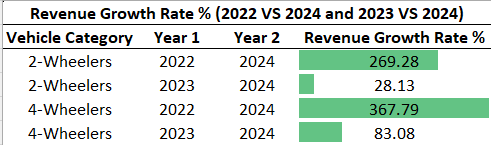 Revenue Growth Rate % (2022 VS 2024 and 2023 VS 2024)
Vehicle Category Year 1 Year 2 Revenue Growth Rate %
2-Wheelers 2022 2024 269.28
2-Wheelers 2023 2024 28.13
4-Wheelers 2022 2024 367.79
4-Wheelers 2023 2024 83.08